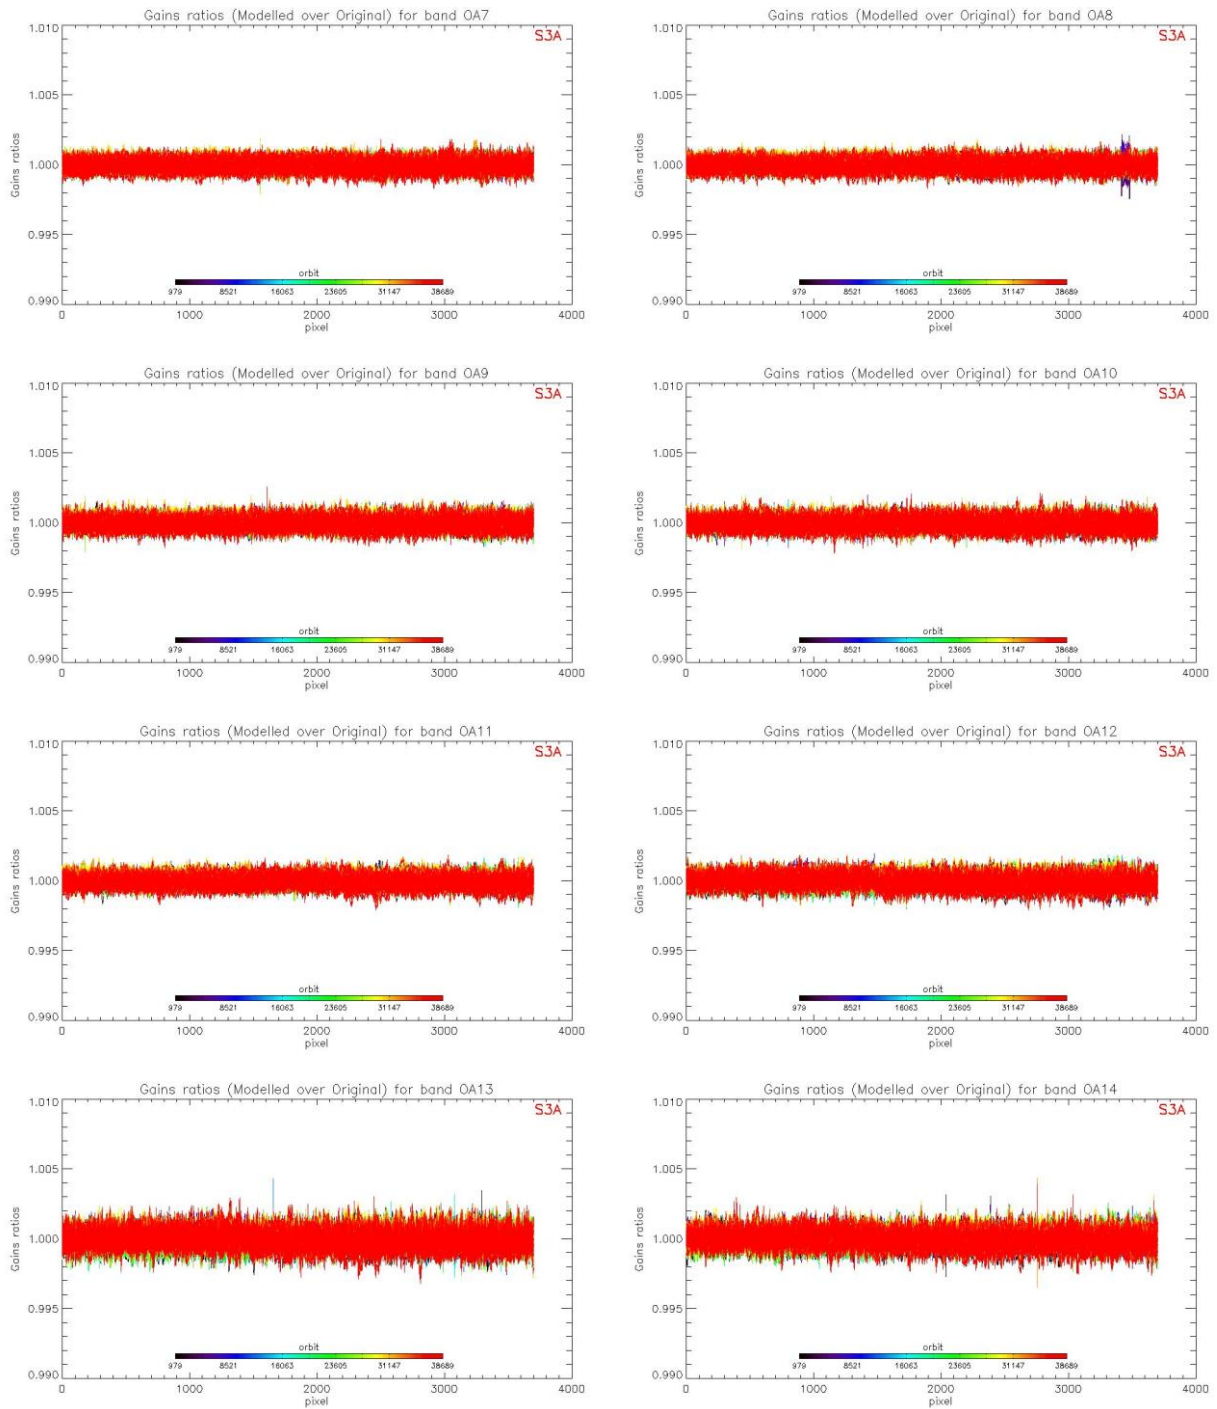 Gains ratios (Modelled over Original) for band OA7
S3A
1.010
1.005
1.000
0.995
0.990
Gains ratios
orbit
979 8521 16063 23605 31147 38689
0 1000 2000 3000 4000
pixel
Gains ratios (Modelled over Original) for band OA8
S3A
1.010
1.005
1.000
0.995
0.990
Gains ratios
orbit
979 8521 16063 23605 31147 38689
0 1000 2000 3000 4000
pixel
Gains ratios (Modelled over Original) for band OA9
S3A
1.010
1.005
1.000
0.995
0.990
Gains ratios
orbit
979 8521 16063 23605 31147 38689
0 1000 2000 3000 4000
pixel
Gains ratios (Modelled over Original) for band OA10
S3A
1.010
1.005
1.000
0.995
0.990
Gains ratios
orbit
979 8521 16063 23605 31147 38689
0 1000 2000 3000 4000
pixel
Gains ratios (Modelled over Original) for band OA11
S3A
1.010
1.005
1.000
0.995
0.990
Gains ratios
orbit
979 8521 16063 23605 31147 38689
0 1000 2000 3000 4000
pixel
Gains ratios (Modelled over Original) for band OA12
S3A
1.010
1.005
1.000
0.995
0.990
Gains ratios
orbit
979 8521 16063 23605 31147 38689
0 1000 2000 3000 4000
pixel
Gains ratios (Modelled over Original) for band OA13
S3A
1.010
1.005
1.000
0.995
0.990
Gains ratios
orbit
979 8521 16063 23605 31147 38689
0 1000 2000 3000 4000
pixel
Gains ratios (Modelled over Original) for band OA14
S3A
1.010
1.005
1.000
0.995
0.990
Gains ratios
orbit
979 8521 16063 23605 31147 38689
0 1000 2000 3000 4000
pixel